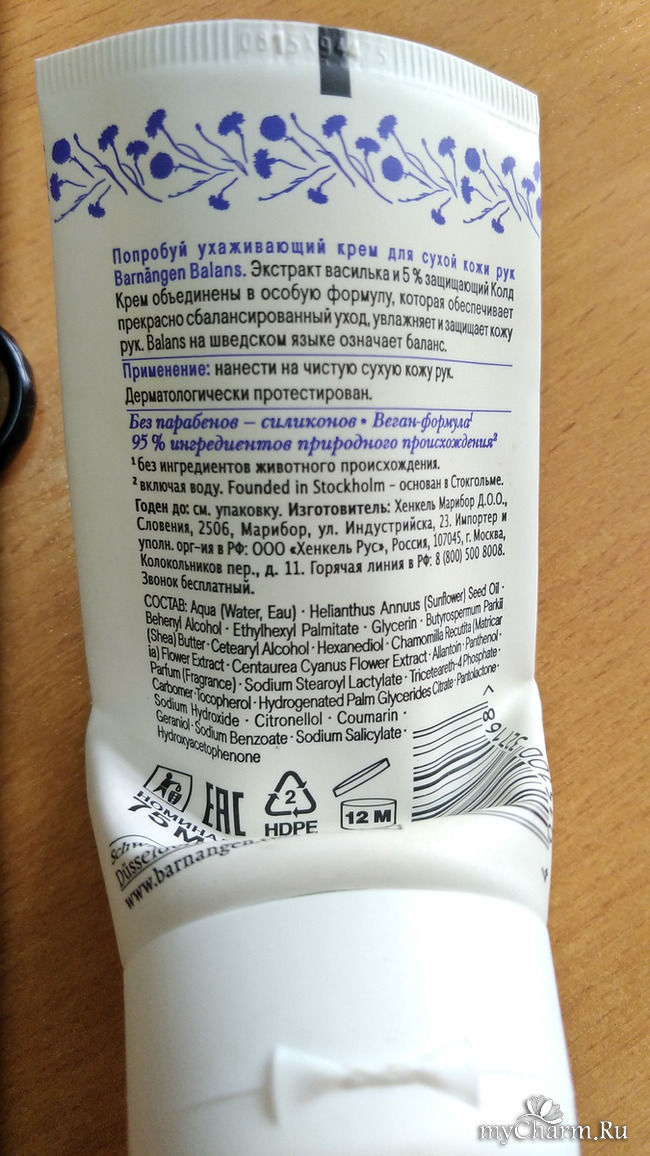 Попробуй ухаживающий крем для сухой кожи рук
Barnängen Balans. Экстракт василька и 5 % защищающий Колд
Крем объединены в особую формулу, которая обеспечивает
прекрасно сбалансированный уход, увлажняет и защищает кожу
рук. Balans на шведском языке означает баланс.
Применение: нанести на чистую сухую кожу рук.
Дерматологически протестирован.
Без парабенов – силиконов • Веган-формула¹
95 % ингредиентов природного происхождения²
¹ без ингредиентов животного происхождения.
² включая воду. Founded in Stockholm – основан в Стокгольме.
Годен до: см. упаковку. Изготовитель: Хенкель Марибор Д.О.О.,
Словения, 2506, Марибор, ул. Индустрийска, 23. Импортер и
уполн. орг-ия в РФ: ООО «Хенкель Рус», Россия, 107045, г. Москва,
Колокольников пер., д. 11. Горячая линия в РФ: 8 (800) 500 8008.
Звонок бесплатный.
СОСТАВ: Aqua (Water, Eau) · Helianthus Annuus (Sunflower) Seed Oil ·
Behenyl Alcohol · Ethylhexyl Palmitate · Glycerin · Butyrospermum Parkii
(Shea) Butter · Cetearyl Alcohol · Hexanediol · Chamomilla Recutita (Matricar
ia) Flower Extract · Centaurea Cyanus Flower Extract · Allantoin · Panthenol ·
Parfum (Fragrance) · Sodium Stearoyl Lactylate · Triceteareth-4 Phosphate ·
Carbomer · Tocopherol · Hydrogenated Palm Glycerides Citrate · Pantolactone ·
Sodium Hydroxide · Citronellol · Coumarin ·
Geraniol · Sodium Benzoate · Sodium Salicylate ·
Hydroxyacetophenone
EAC
2
HDPE
12 M
75 М
www.barnangen.
myCharm.Ru